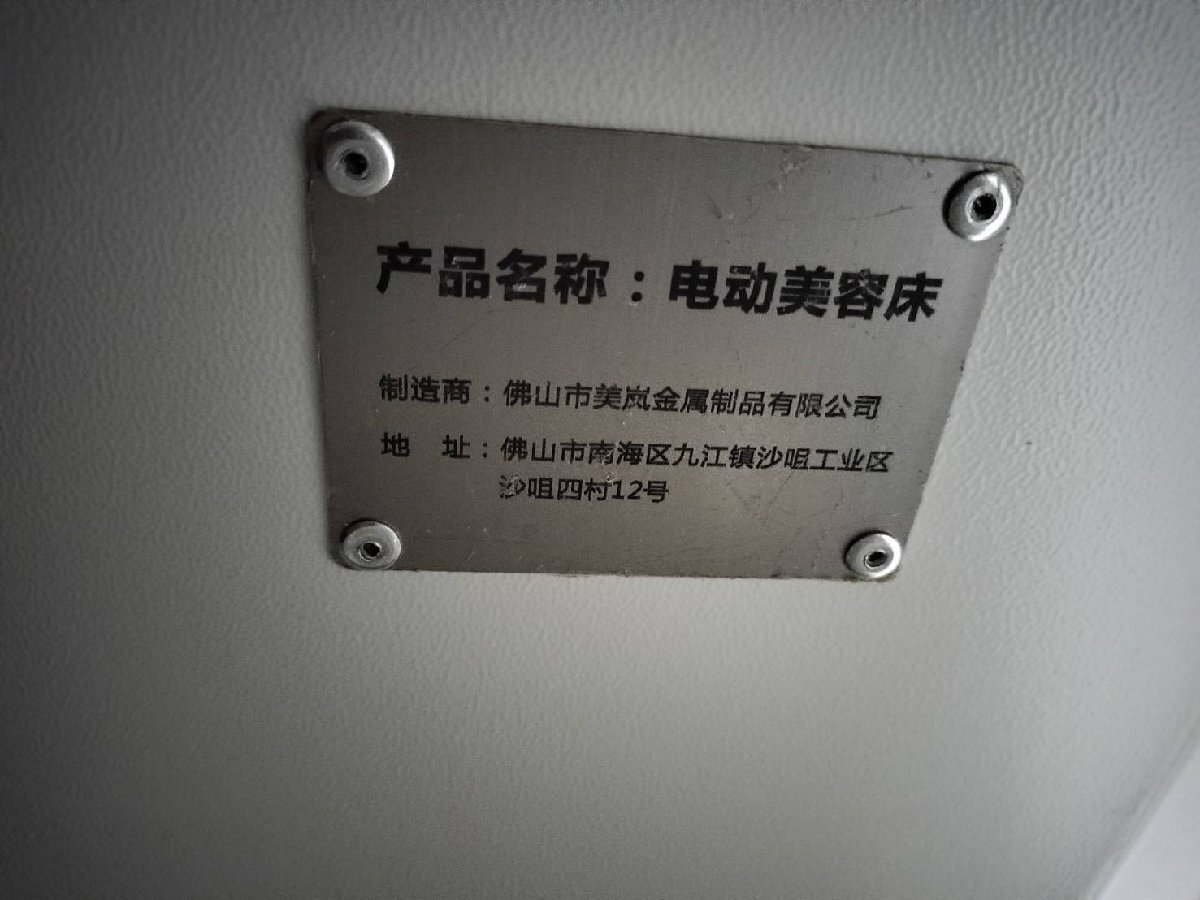 产品名称：电动美容床
制造商：佛山市美岚金属制品有限公司
地　址：佛山市南海区九江镇沙咀工业区
沙咀四村12号